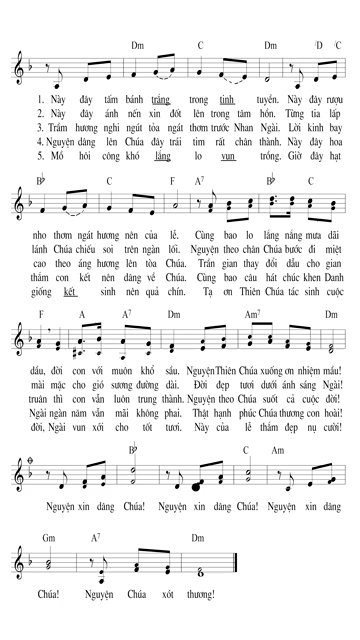 Dm C Dm /D /C
1. Này đây tấm bánh trắng trong tinh tuyền. Này đây rượu
2. Này đây ánh nến xin đốt lên trong tâm hồn. Từng tia lấp
3. Trầm hương nghi ngút tỏa ngát thơm trước Nhan Ngài. Lời kinh bay
4. Nguyện dâng lên Chúa đây trái tim rất chân thành. Này đây hoa
5. Mồ hôi công khó lắng lo vun trồng. Giờ đây hạt
B♭ C F A7 B♭ C
nho thơm ngát hương nên của lễ. Cùng bao lo lắng nắng mưa dãi
lánh Chúa chiếu soi trên ngàn lối. Nguyện theo chân Chúa bước đi miệt
cao theo áng hương lên tòa Chúa. Trần gian thay đổi dẫu cho gian
thắm con kết nên dâng về Chúa. Cùng bao câu hát chúc khen Danh
giống kết sinh nên quả chín. Tạ ơn Thiên Chúa tác sinh cuộc
F A A7 Dm Gm Am7 Dm
dầu, đời con với muôn khổ sầu. Nguyện Thiên Chúa xuống ơn nhiệm mầu!
mài mặc cho gió sương đường dài. Đời đẹp tươi dưới ánh sáng Ngài!
truân thì con vẫn luôn trung thành. Nguyện theo Chúa suốt cả cuộc đời!
Ngài ngàn năm vẫn mãi không phai. Thật hạnh phúc Chúa thương con hoài!
đời, Ngài vun xới cho tốt tươi. Này của lễ thắm đẹp nụ cười!
B♭ C Am
Nguyện xin dâng Chúa! Nguyện xin dâng Chúa! Nguyện xin dâng
Gm A7 Dm
Chúa! Nguyện Chúa xót thương!